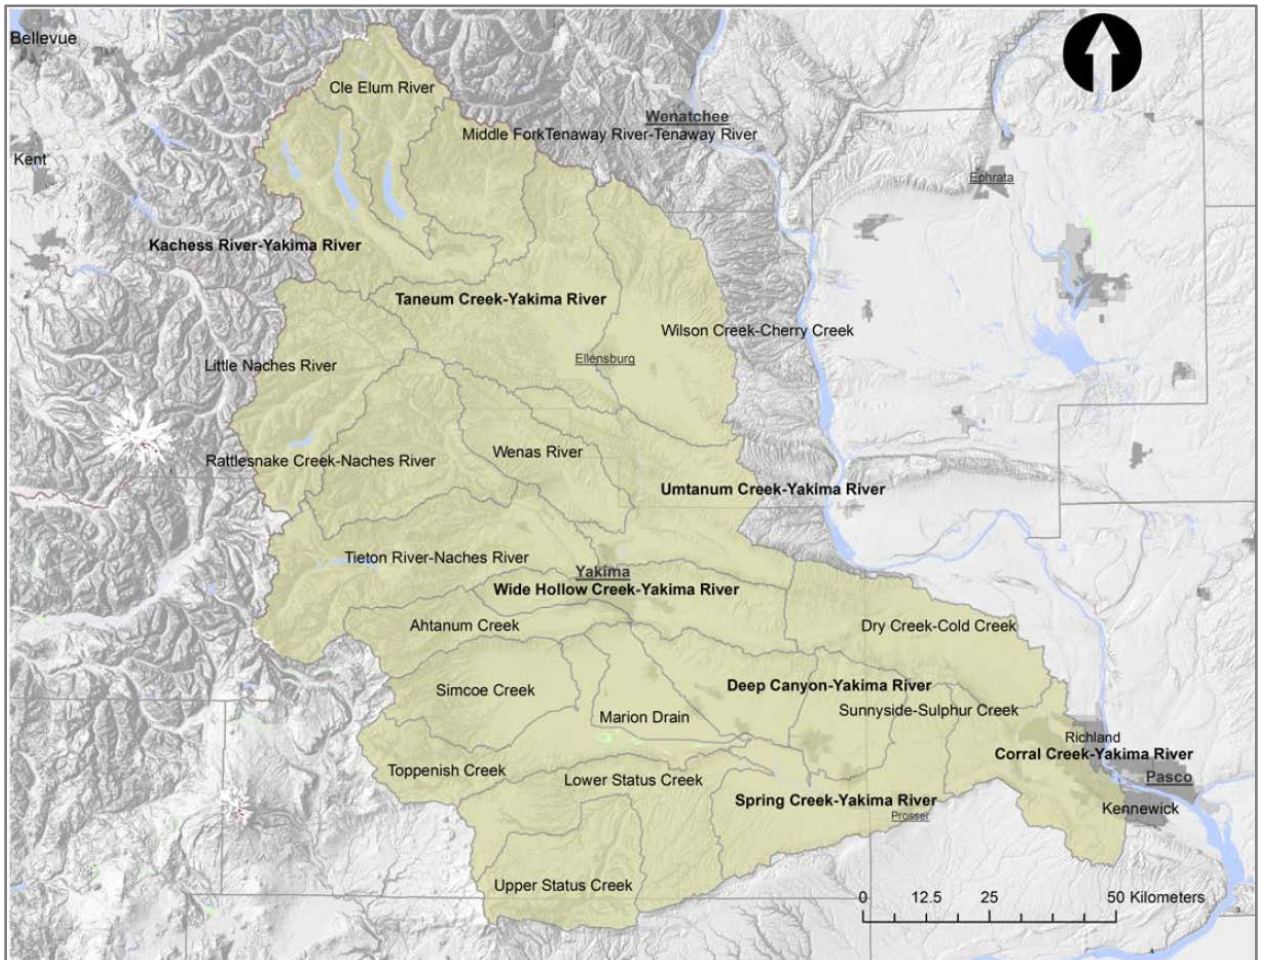 Bellevue
Cle Elum River
Wenatchee
Middle ForkTenaway River-Tenaway River
Kent
Ephrata
Kachess River-Yakima River
Taneum Creek-Yakima River
Wilson Creek-Cherry Creek
Ellensburg
Little Naches River
Wenas River
Rattlesnake Creek-Naches River
Umtanum Creek-Yakima River
Tieton River-Naches River
Yakima
Wide Hollow Creek-Yakima River
Ahtanum Creek
Dry Creek-Cold Creek
Deep Canyon-Yakima River
Simcoe Creek
Sunnyside-Sulphur Creek
Marion Drain
Richland
Corral Creek-Yakima River
Toppenish Creek
Pasco
Lower Status Creek
Spring Creek-Yakima River
Kennewick
Prosser
Upper Status Creek
0 12.5 25 50 Kilometers